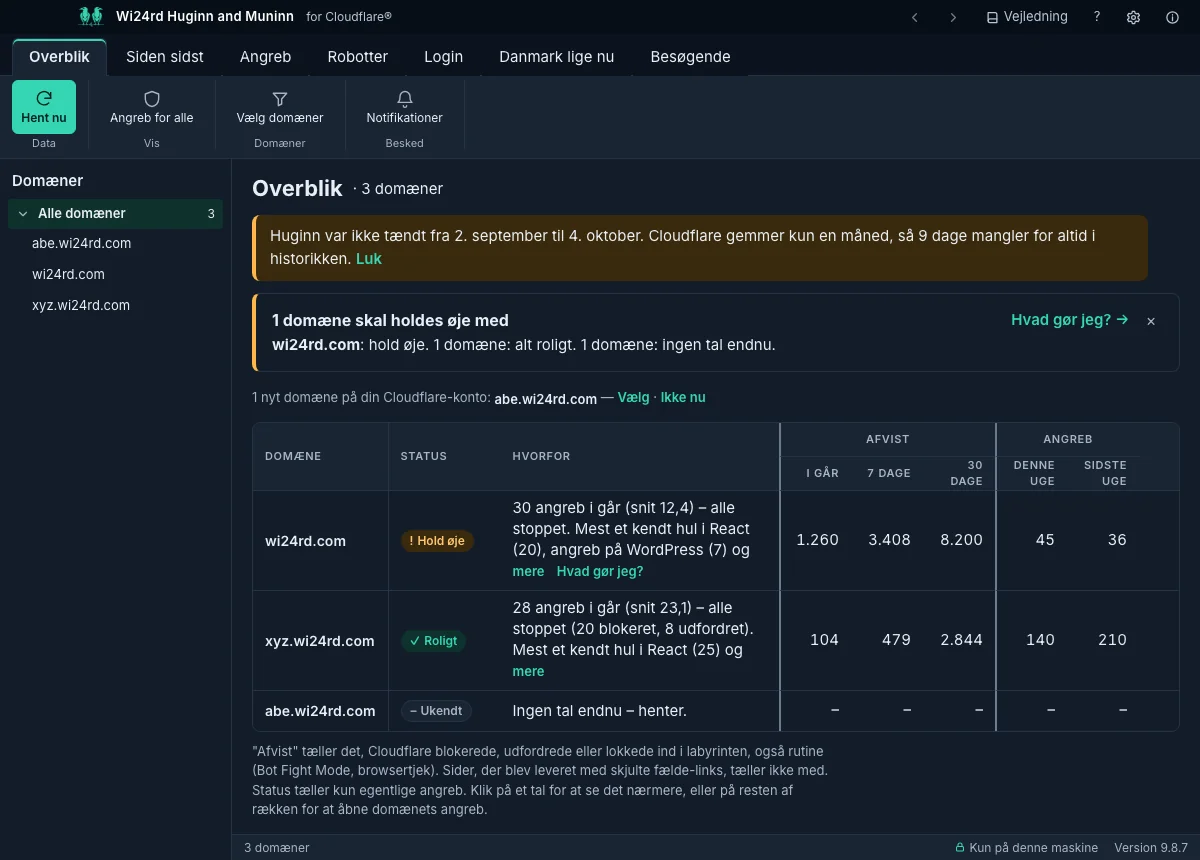 Wi24rd Huginn and Muninn for Cloudflare®
Vejledning ?
Overblik Siden sidst Angreb Robotter Login Danmark lige nu Besøgende
Hent nu Angreb for alle Vælg domæner Notifikationer
Data Vis Domæner Besked
Domæner
Alle domæner 3
abe.wi24rd.com
wi24rd.com
xyz.wi24rd.com
Overblik · 3 domæner
Huginn var ikke tændt fra 2. september til 4. oktober. Cloudflare gemmer kun en måned, så 9 dage mangler for altid i
historikken. Luk
1 domæne skal holdes øje med Hvad gør jeg? → ×
wi24rd.com: hold øje. 1 domæne: alt roligt. 1 domæne: ingen tal endnu.
1 nyt domæne på din Cloudflare-konto: abe.wi24rd.com — Vælg · Ikke nu
DOMÆNE STATUS HVORFOR
AFVIST ANGREB
I GÅR 7 DAGE 30 DAGE DENNE UGE SIDSTE UGE
wi24rd.com ! Hold øje
30 angreb i går (snit 12,4) – alle
stoppet. Mest et kendt hul i React
(20), angreb på WordPress (7) og
mere Hvad gør jeg?
1.260 3.408 8.200 45 36
xyz.wi24rd.com ✓ Roligt
28 angreb i går (snit 23,1) – alle
stoppet (20 blokeret, 8 udfordret).
Mest et kendt hul i React (25) og
mere
104 479 2.844 140 210
abe.wi24rd.com – Ukendt Ingen tal endnu – henter. – – – – –
"Afvist" tæller det, Cloudflare blokerede, udfordrede eller lokkede ind i labyrinten, også rutine
(Bot Fight Mode, browsertjek). Sider, der blev leveret med skjulte fælde-links, tæller ikke med.
Status tæller kun egentlige angreb. Klik på et tal for at se det nærmere, eller på resten af
rækken for at åbne domænets angreb.
3 domæner Kun på denne maskine Version 9.8.7